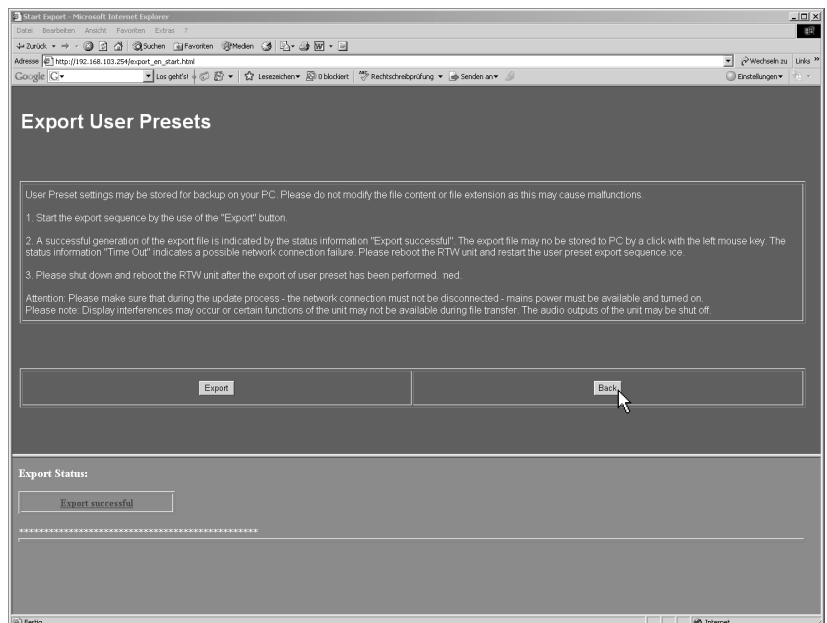 Start Export - Microsoft Internet Explorer
Datei Bearbeiten Ansicht Favoriten Extras ?
Zurück Suchen Favoriten Medien
Adresse http://192.168.103.254/export_en_start.html Wechseln zu Links »
Google G Los geht's! Lesezeichen 0 blockiert Rechtschreibprüfung Senden an Einstellungen
Export User Presets
User Preset settings may be stored for backup on your PC. Please do not modify the file content or file extension as this may cause malfunctions.
1. Start the export sequence by the use of the "Export" button.
2. A successful generation of the export file is indicated by the status information "Export successful". The export file may no be stored to PC by a click with the left mouse key. The
status information "Time Out" indicates a possible network connection failure. Please reboot the RTW unit and restart the user preset export sequence.ice.
3. Please shut down and reboot the RTW unit after the export of user preset has been performed. ned.
Attention: Please make sure that during the update process - the network connection must not be disconnected - mains power must be available and turned on.
Please note: Display interferences may occur or certain functions of the unit may not be available during file transfer. The audio outputs of the unit may be shut off.
Export Back
Export Status:
Export successful
************************************************
Fertig Internet